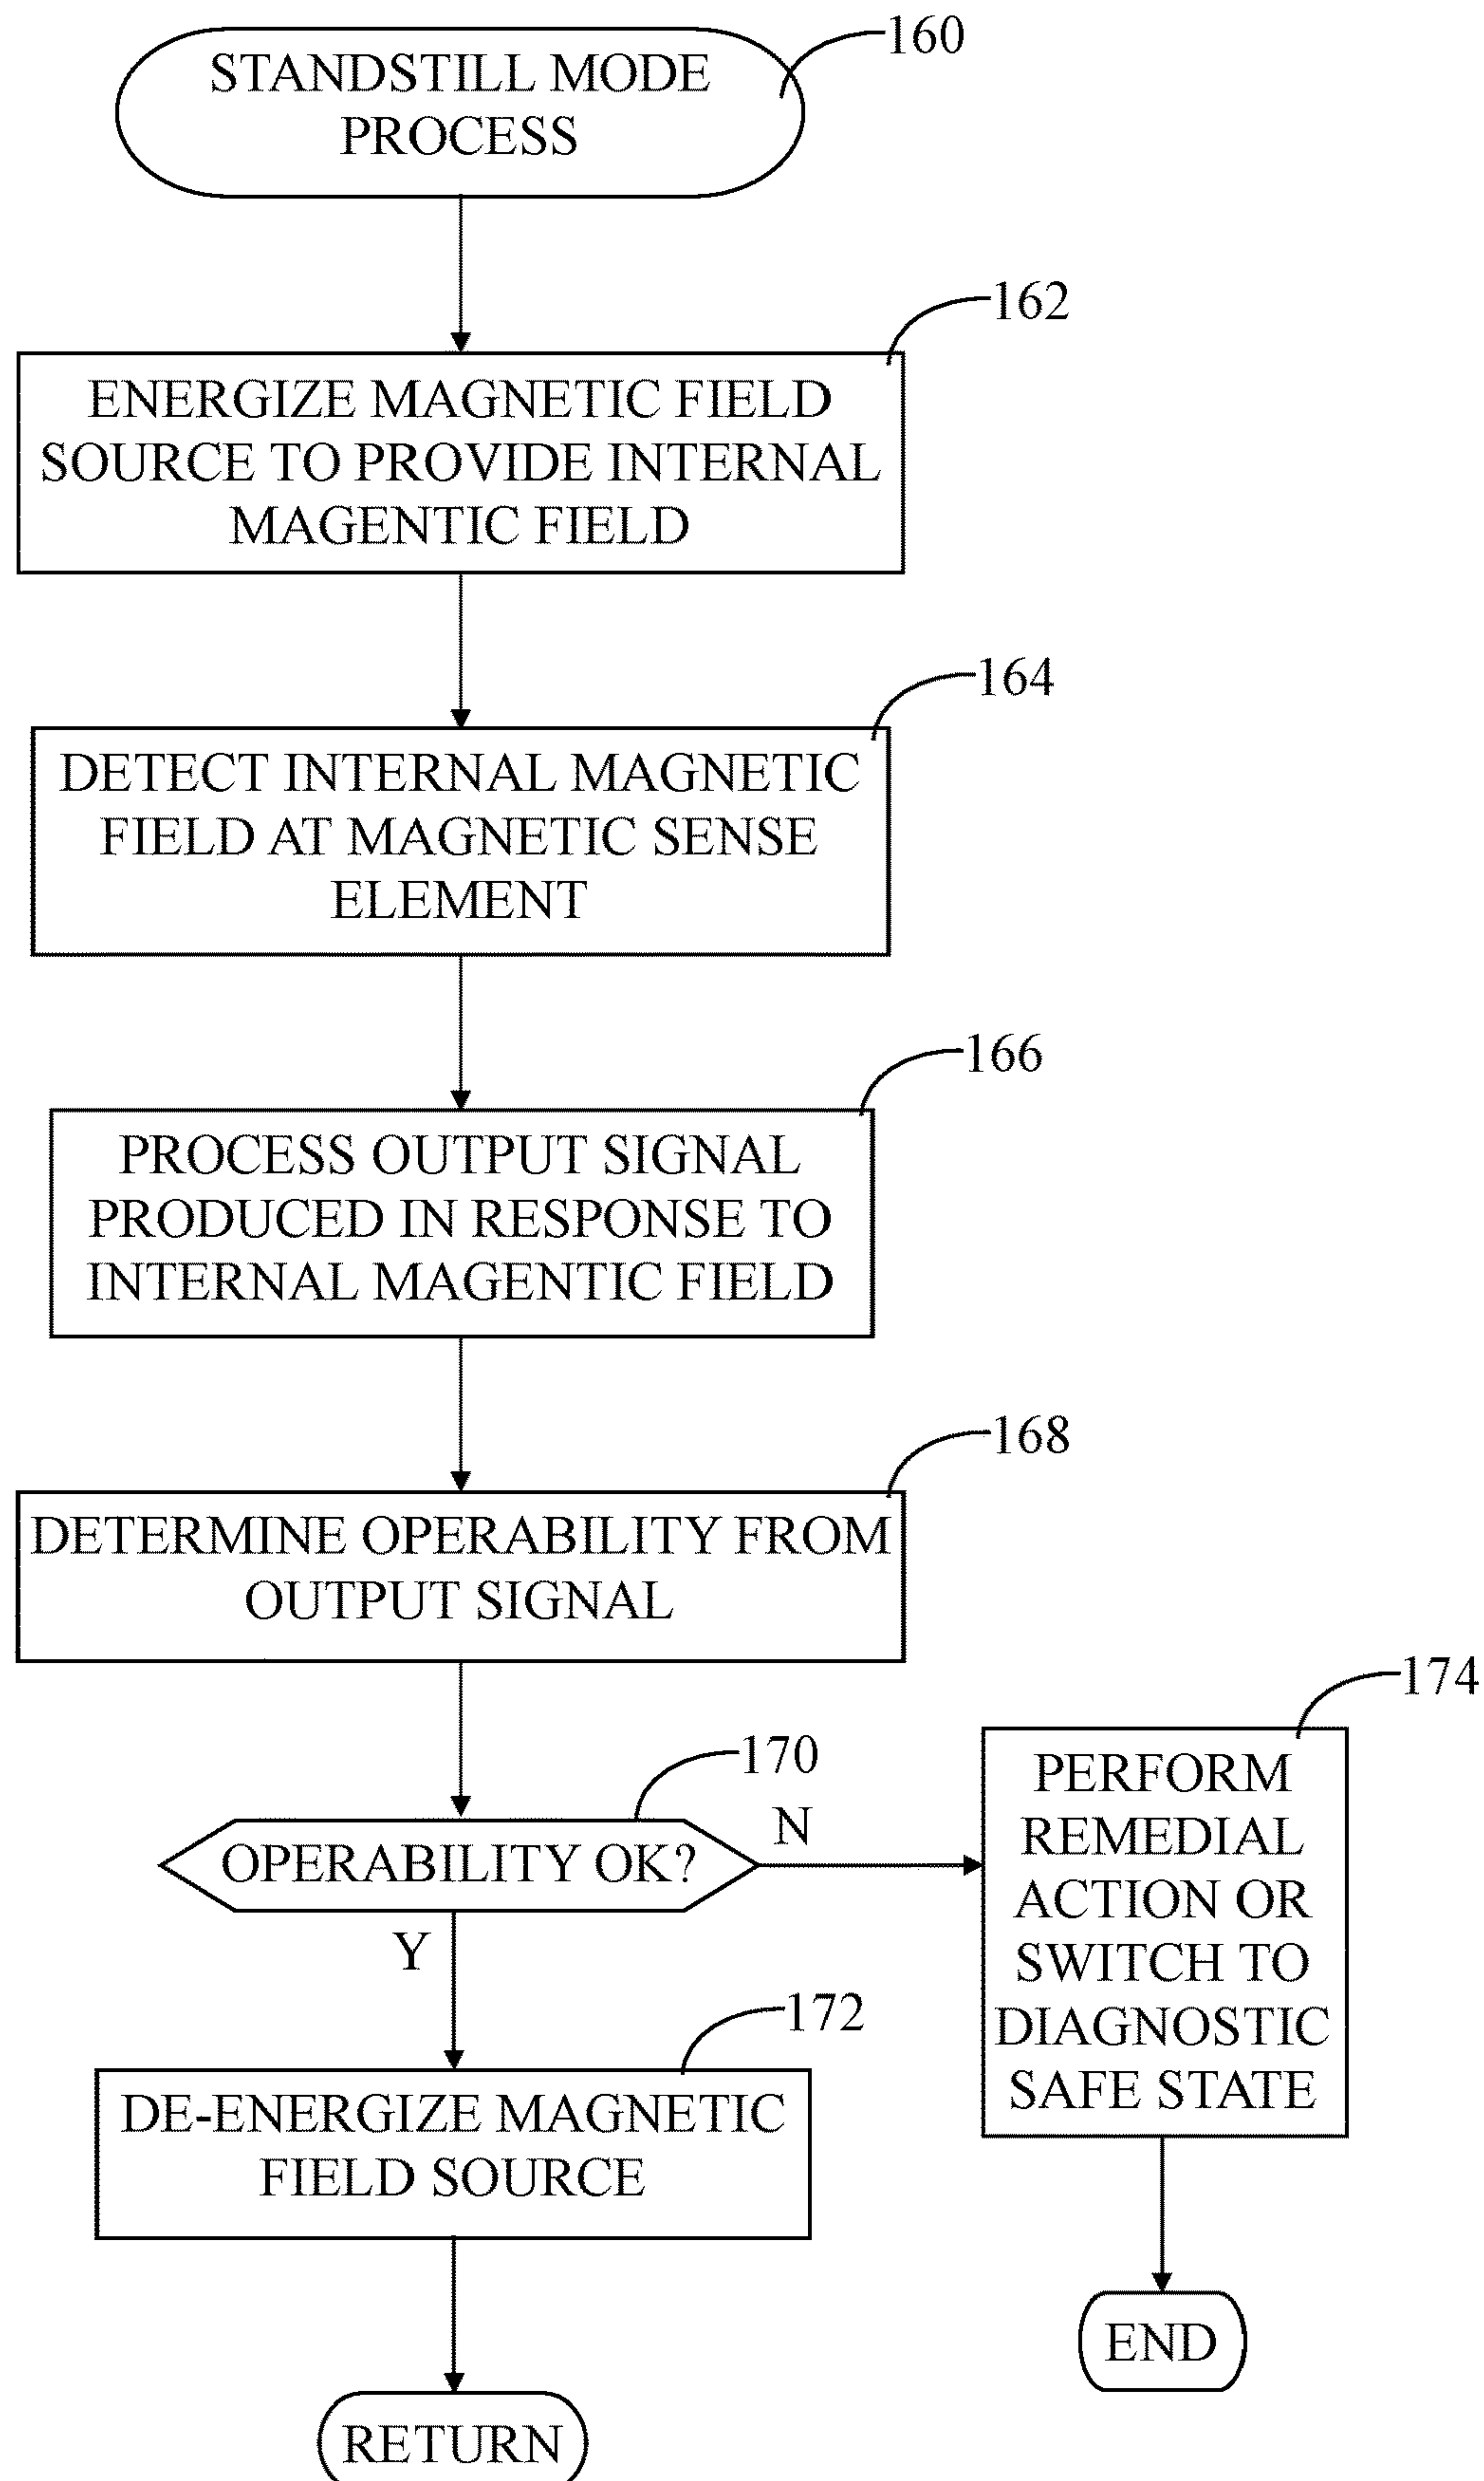 160
STANDSTILL MODE
PROCESS
162
ENERGIZE MAGNETIC FIELD
SOURCE TO PROVIDE INTERNAL
MAGENTIC FIELD
164
DETECT INTERNAL MAGNETIC
FIELD AT MAGNETIC SENSE
ELEMENT
166
PROCESS OUTPUT SIGNAL
PRODUCED IN RESPONSE TO
INTERNAL MAGENTIC FIELD
168
DETERMINE OPERABILITY FROM
OUTPUT SIGNAL
170
OPERABILITY OK?
N
Y
174
PERFORM
REMEDIAL
ACTION OR
SWITCH TO
DIAGNOSTIC
SAFE STATE
172
DE-ENERGIZE MAGNETIC
FIELD SOURCE
END
RETURN